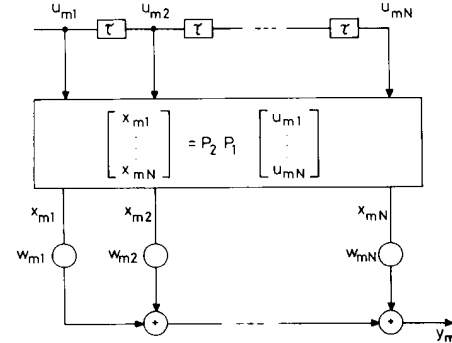 u_m1 u_m2 u_mN
τ τ τ
[x_m1 ⋮ x_mN] = P_2 P_1 [u_m1 ⋮ u_mN]
x_m1 x_m2 x_mN
w_m1 w_m2 w_mN
+ +
y_m